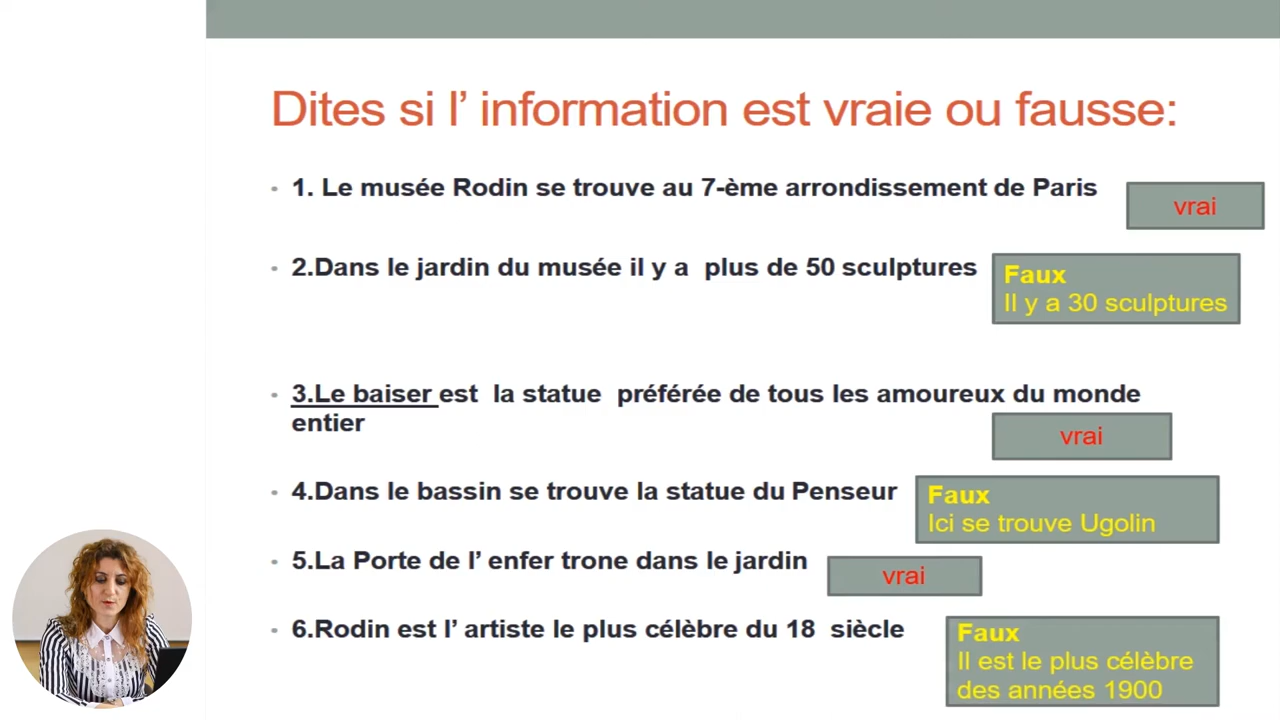 Dites si l’ information est vraie ou fausse:
1. Le musée Rodin se trouve au 7-ème arrondissement de Paris
vrai
2.Dans le jardin du musée il y a plus de 50 sculptures
Faux
Il y a 30 sculptures
3.Le baiser est la statue préférée de tous les amoureux du monde
entier
vrai
4.Dans le bassin se trouve la statue du Penseur
Faux
Ici se trouve Ugolin
5.La Porte de l’ enfer trone dans le jardin
vrai
6.Rodin est l’ artiste le plus célèbre du 18 siècle
Faux
Il est le plus célèbre
des années 1900